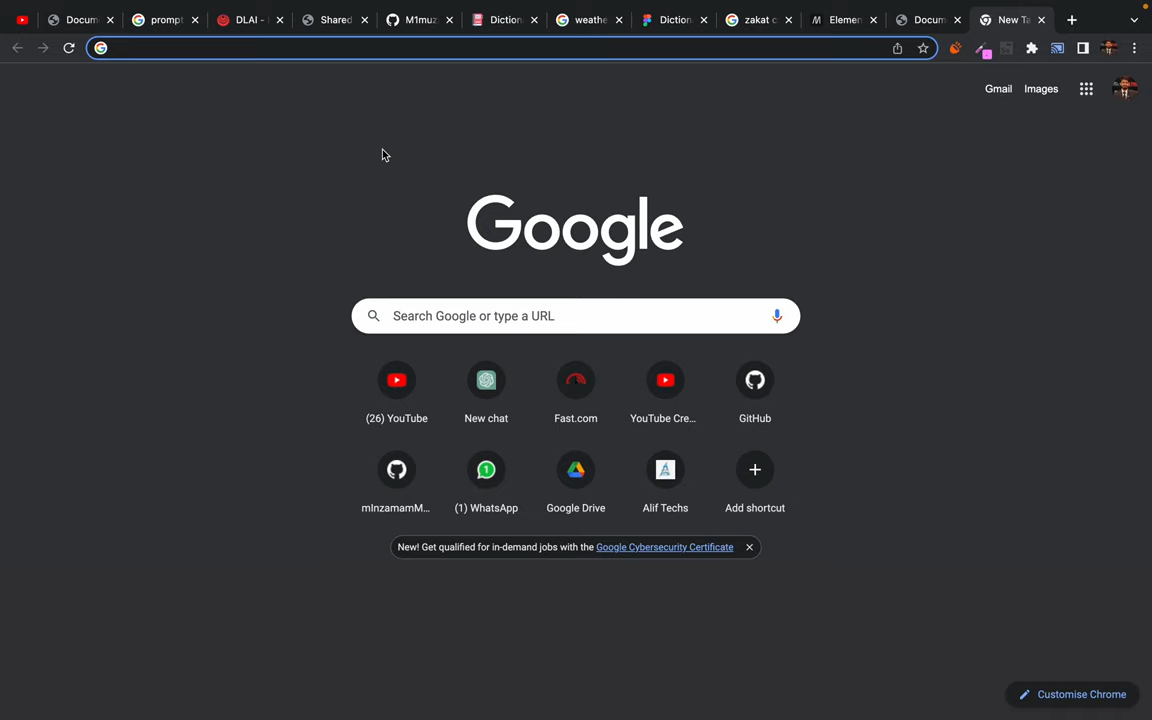 Docum
prompt
DLAI -
Shared
M1muz
Diction
weathe
Diction
zakat c
Elemen
Docum
New Ta
Gmail
Images
Google
Search Google or type a URL
(26) YouTube
New chat
Fast.com
YouTube Cre...
GitHub
mInzamamM...
(1) WhatsApp
Google Drive
Alif Techs
Add shortcut
New! Get qualified for in-demand jobs with the Google Cybersecurity Certificate
Customise Chrome